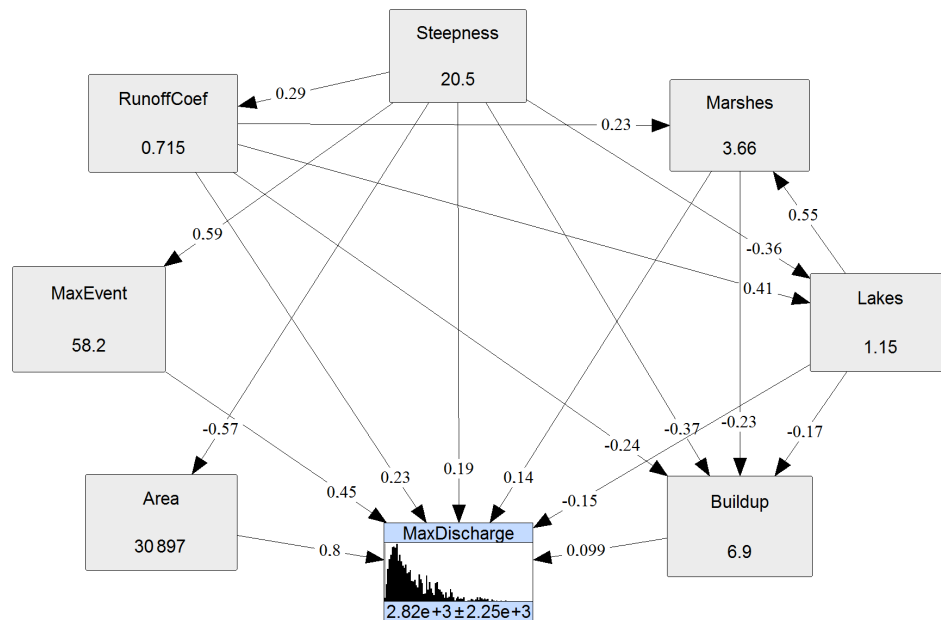 Steepness
20.5
RunoffCoef
0.715
0.29
Marshes
3.66
0.23
0.59
0.55
-0.36
0.41
MaxEvent
58.2
Lakes
1.15
-0.57
0.45
0.23
0.19
0.14
-0.24
-0.37
-0.23
-0.17
-0.15
Area
30 897
0.8
MaxDischarge
2.82e+3 ± 2.25e+3
0.099
Buildup
6.9